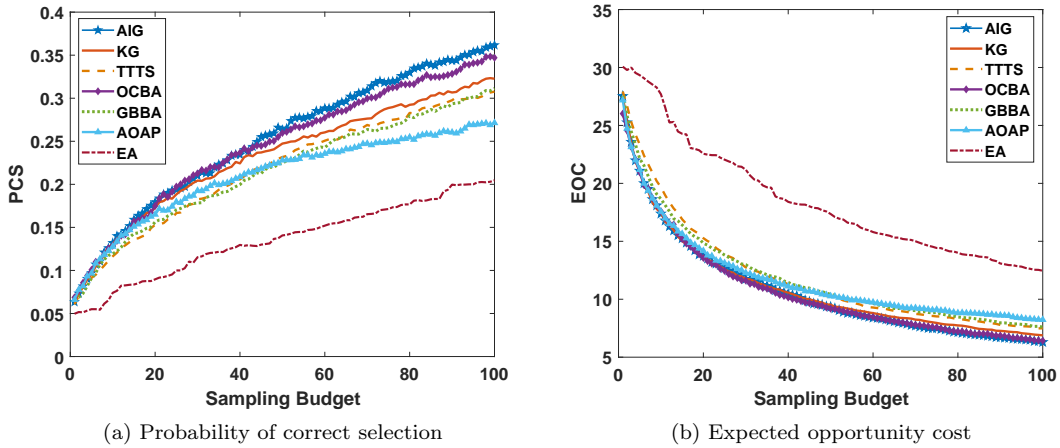 0.4
0.35
0.3
0.25
0.2
0.15
0.1
0.05
0
PCS
AIG
KG
TTTS
OCBA
GBBA
AOAP
EA
0 20 40 60 80 100
Sampling Budget
(a) Probability of correct selection
35
30
25
20
15
10
5
EOC
AIG
KG
TTTS
OCBA
GBBA
AOAP
EA
0 20 40 60 80 100
Sampling Budget
(b) Expected opportunity cost